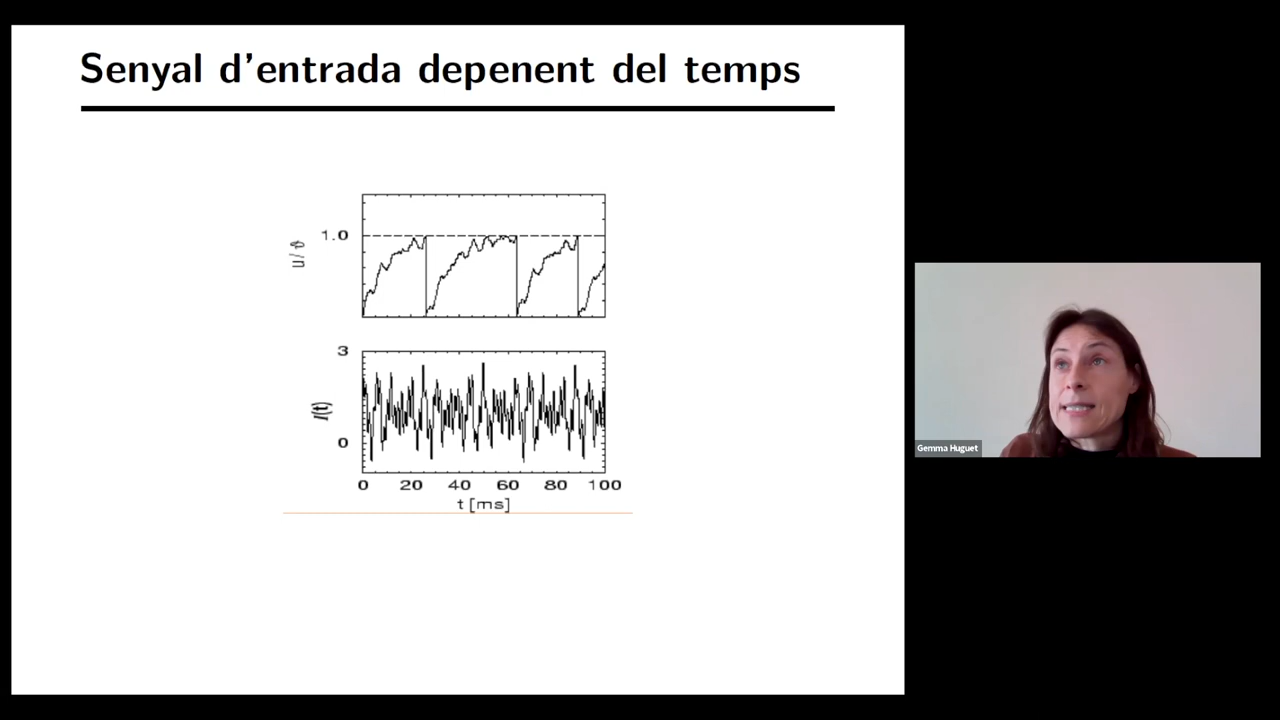 Senyal d'entrada depenent del temps
1.0
u/ϑ
3
I(t)
0
0 20 40 60 80 100
t [ms]
Gemma Huguet